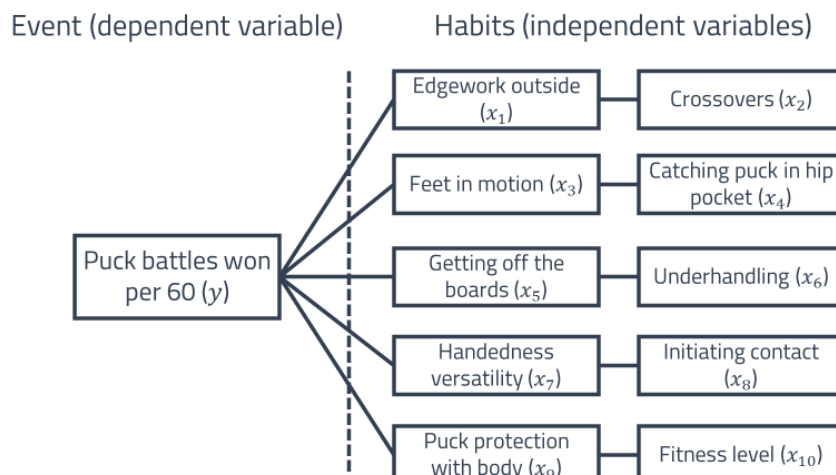 Event (dependent variable)
Habits (independent variables)
Edgework outside
(x₁)
Crossovers (x₂)
Feet in motion (x₃)
Catching puck in hip
pocket (x₄)
Puck battles won
per 60 (y)
Getting off the
boards (x₅)
Underhandling (x₆)
Handedness
versatility (x₇)
Initiating contact
(x₈)
Puck protection
with body (x₉)
Fitness level (x₁₀)